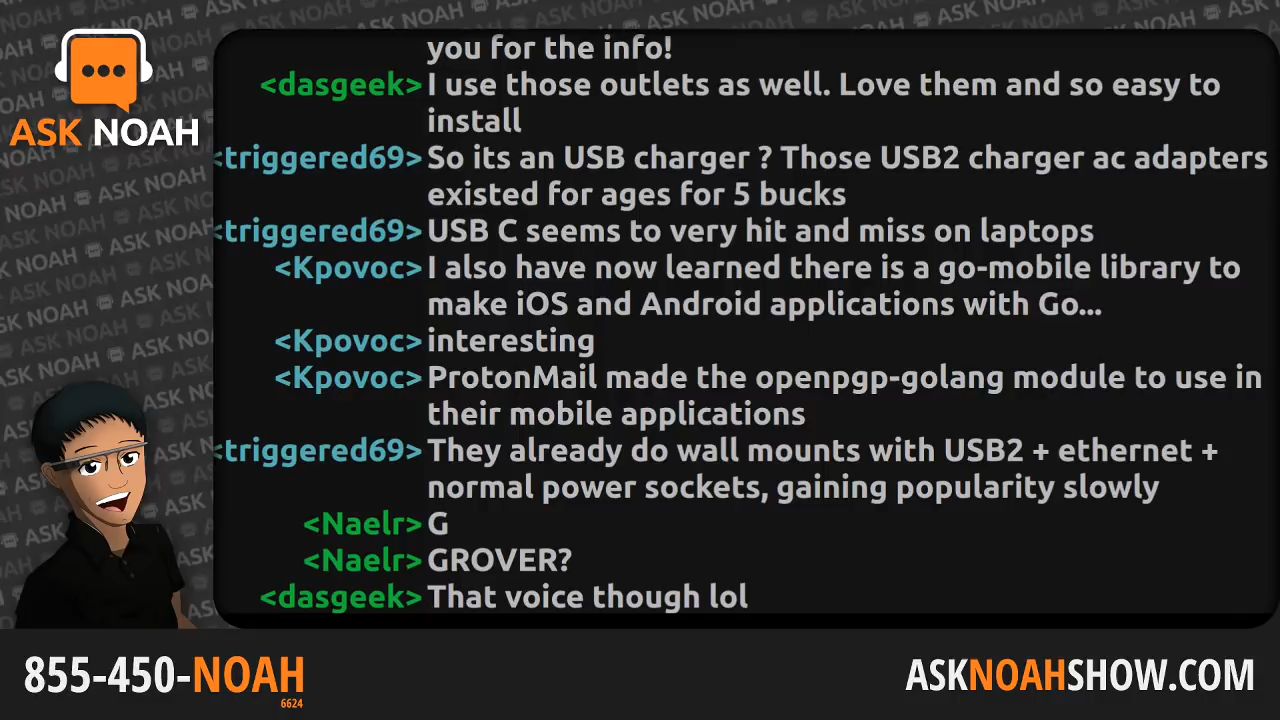 you for the info!
<dasgeek> I use those outlets as well. Love them and so easy to
install
<triggered69> So its an USB charger ? Those USB2 charger ac adapters
existed for ages for 5 bucks
<triggered69> USB C seems to very hit and miss on laptops
<Kpovoc> I also have now learned there is a go-mobile library to
make iOS and Android applications with Go...
<Kpovoc> interesting
<Kpovoc> ProtonMail made the openpgp-golang module to use in
their mobile applications
<triggered69> They already do wall mounts with USB2 + ethernet +
normal power sockets, gaining popularity slowly
<Naelr> G
<Naelr> GROVER?
<dasgeek> That voice though lol
ASK NOAH
855-450-NOAH
6624
ASKNOAHSHOW.COM